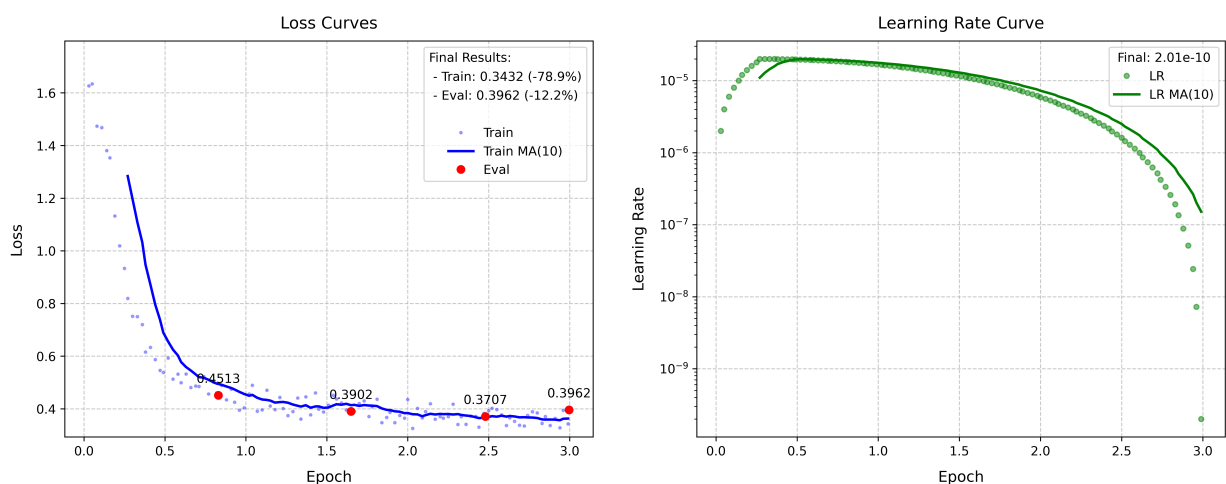 Loss Curves
Final Results:
- Train: 0.3432 (-78.9%)
- Eval: 0.3962 (-12.2%)
Train
Train MA(10)
Eval
0.4513
0.3902
0.3707
0.3962
1.6
1.4
1.2
1.0
0.8
0.6
0.4
Loss
0.0 0.5 1.0 1.5 2.0 2.5 3.0
Epoch
Learning Rate Curve
Final: 2.01e-10
LR
LR MA(10)
10⁻⁵
10⁻⁶
10⁻⁷
10⁻⁸
10⁻⁹
Learning Rate
0.0 0.5 1.0 1.5 2.0 2.5 3.0
Epoch